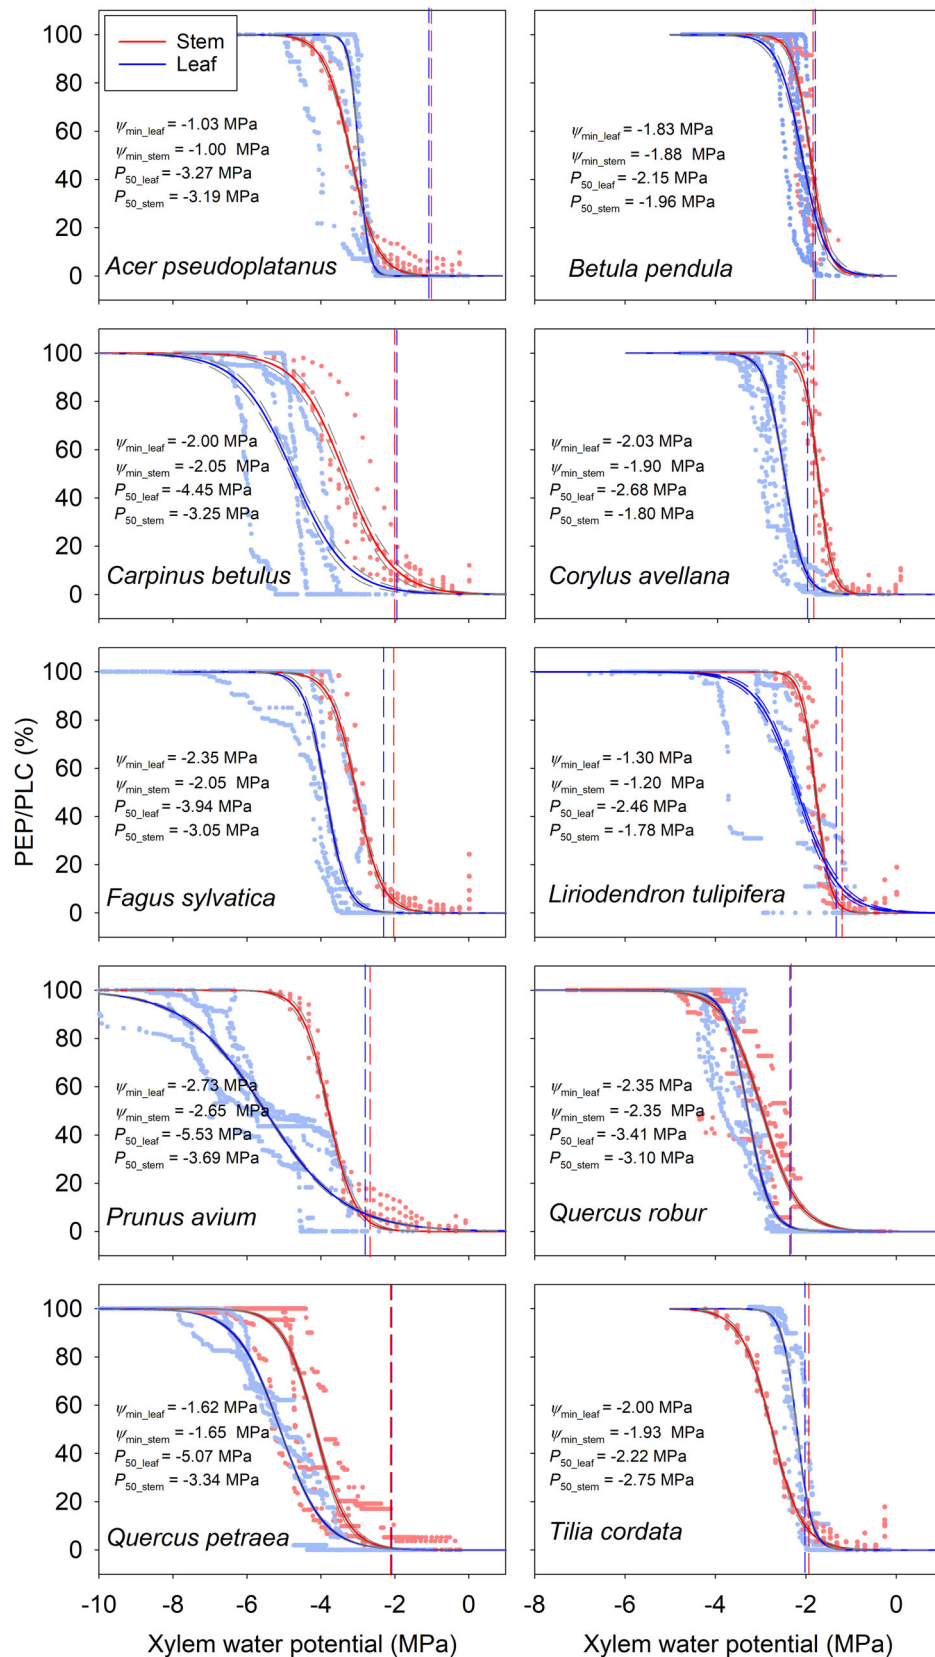 100
80
60
40
20
0
Stem
Leaf
ψmin_leaf = -1.03 MPa
ψmin_stem = -1.00 MPa
P50_leaf = -3.27 MPa
P50_stem = -3.19 MPa
Acer pseudoplatanus
ψmin_leaf = -1.83 MPa
ψmin_stem = -1.88 MPa
P50_leaf = -2.15 MPa
P50_stem = -1.96 MPa
Betula pendula
100
80
60
40
20
0
ψmin_leaf = -2.00 MPa
ψmin_stem = -2.05 MPa
P50_leaf = -4.45 MPa
P50_stem = -3.25 MPa
Carpinus betulus
ψmin_leaf = -2.03 MPa
ψmin_stem = -1.90 MPa
P50_leaf = -2.68 MPa
P50_stem = -1.80 MPa
Corylus avellana
PEP/PLC (%)
100
80
60
40
20
0
ψmin_leaf = -2.35 MPa
ψmin_stem = -2.05 MPa
P50_leaf = -3.94 MPa
P50_stem = -3.05 MPa
Fagus sylvatica
ψmin_leaf = -1.30 MPa
ψmin_stem = -1.20 MPa
P50_leaf = -2.46 MPa
P50_stem = -1.78 MPa
Liriodendron tulipifera
100
80
60
40
20
0
ψmin_leaf = -2.73 MPa
ψmin_stem = -2.65 MPa
P50_leaf = -5.53 MPa
P50_stem = -3.69 MPa
Prunus avium
ψmin_leaf = -2.35 MPa
ψmin_stem = -2.35 MPa
P50_leaf = -3.41 MPa
P50_stem = -3.10 MPa
Quercus robur
100
80
60
40
20
0
ψmin_leaf = -1.62 MPa
ψmin_stem = -1.65 MPa
P50_leaf = -5.07 MPa
P50_stem = -3.34 MPa
Quercus petraea
ψmin_leaf = -2.00 MPa
ψmin_stem = -1.93 MPa
P50_leaf = -2.22 MPa
P50_stem = -2.75 MPa
Tilia cordata
-10 -8 -6 -4 -2 0
-8 -6 -4 -2 0
Xylem water potential (MPa)
Xylem water potential (MPa)